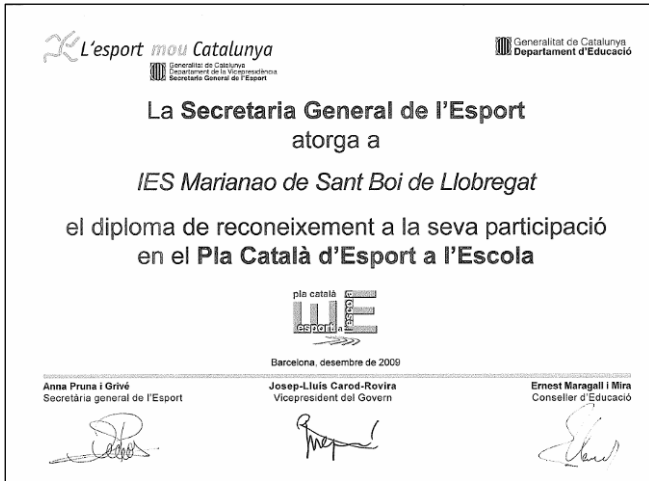 L'esport mou Catalunya
Generalitat de Catalunya
Departament de la Vicepresidència
Secretaria General de l'Esport
Generalitat de Catalunya
Departament d'Educació
La Secretaria General de l'Esport
atorga a
IES Marianao de Sant Boi de Llobregat
el diploma de reconeixement a la seva participació
en el Pla Català d'Esport a l'Escola
pla català
esport a
l'escola
Barcelona, desembre de 2009
Anna Pruna i Grivé
Secretària general de l'Esport
Josep-Lluís Carod-Rovira
Vicepresident del Govern
Ernest Maragall i Mira
Conseller d'Educació